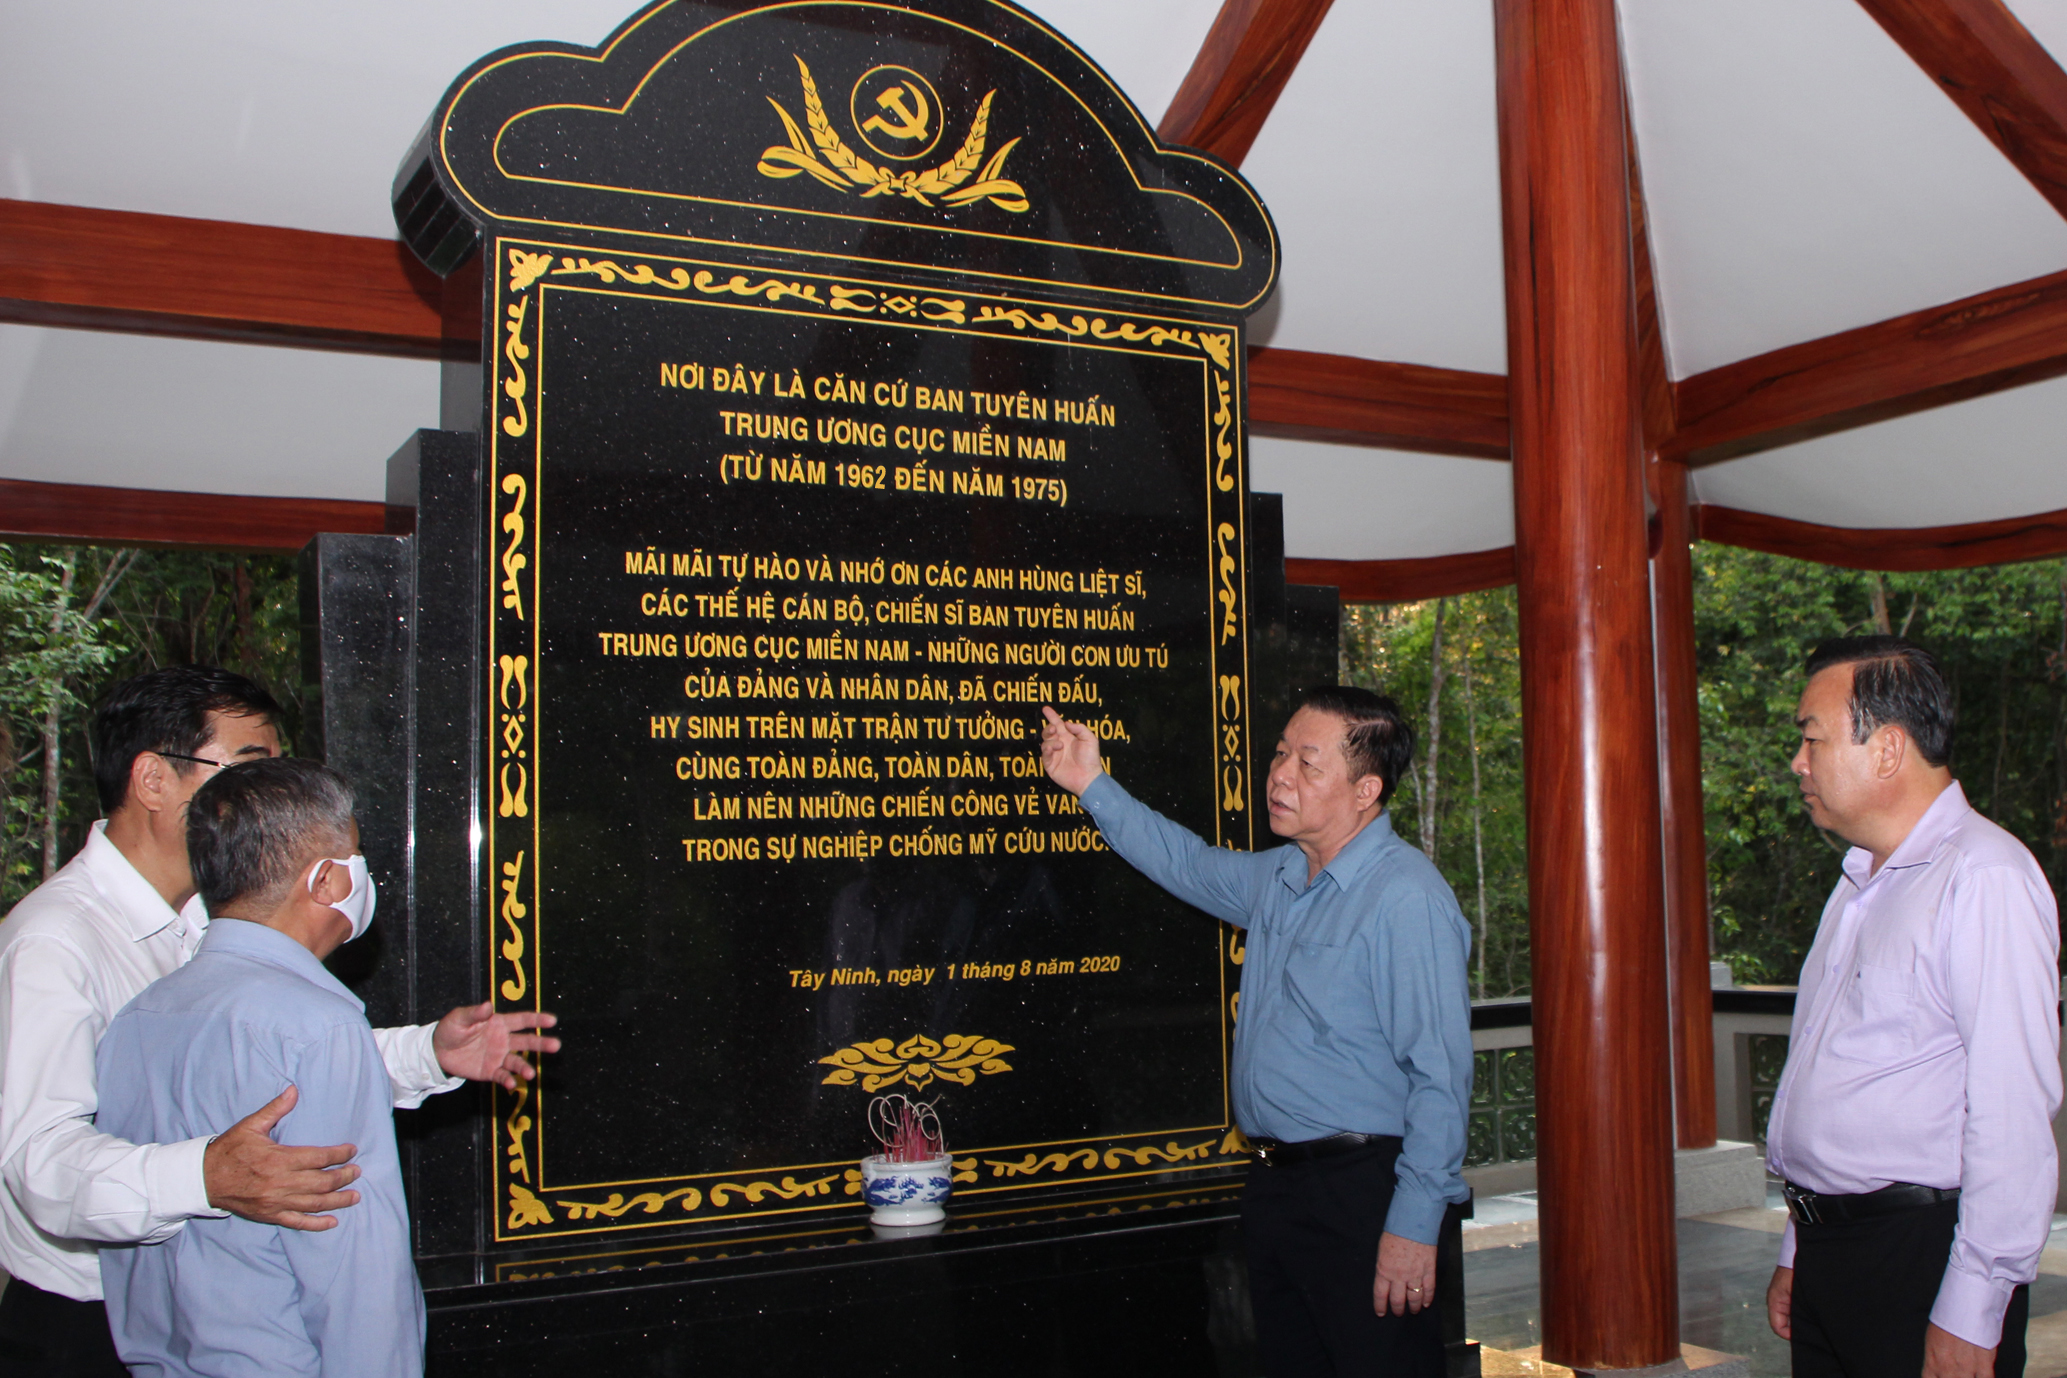 NƠI ĐÂY LÀ CĂN CỨ BAN TUYÊN HUẤN
TRUNG ƯƠNG CỤC MIỀN NAM
(TỪ NĂM 1962 ĐẾN NĂM 1975)
MÃI MÃI TỰ HÀO VÀ NHỚ ƠN CÁC ANH HÙNG LIỆT SĨ,
CÁC THẾ HỆ CÁN BỘ, CHIẾN SĨ BAN TUYÊN HUẤN
TRUNG ƯƠNG CỤC MIỀN NAM - NHỮNG NGƯỜI CON ƯU TÚ
CỦA ĐẢNG VÀ NHÂN DÂN, ĐÃ CHIẾN ĐẤU,
HY SINH TRÊN MẶT TRẬN TƯ TƯỞNG - HÓA,
CÙNG TOÀN ĐẢNG, TOÀN DÂN, TOÀN
LÀM NÊN NHỮNG CHIẾN CÔNG VẺ VANG
TRONG SỰ NGHIỆP CHỐNG MỸ CỨU NƯỚC.
Tây Ninh, ngày 1 tháng 8 năm 2020